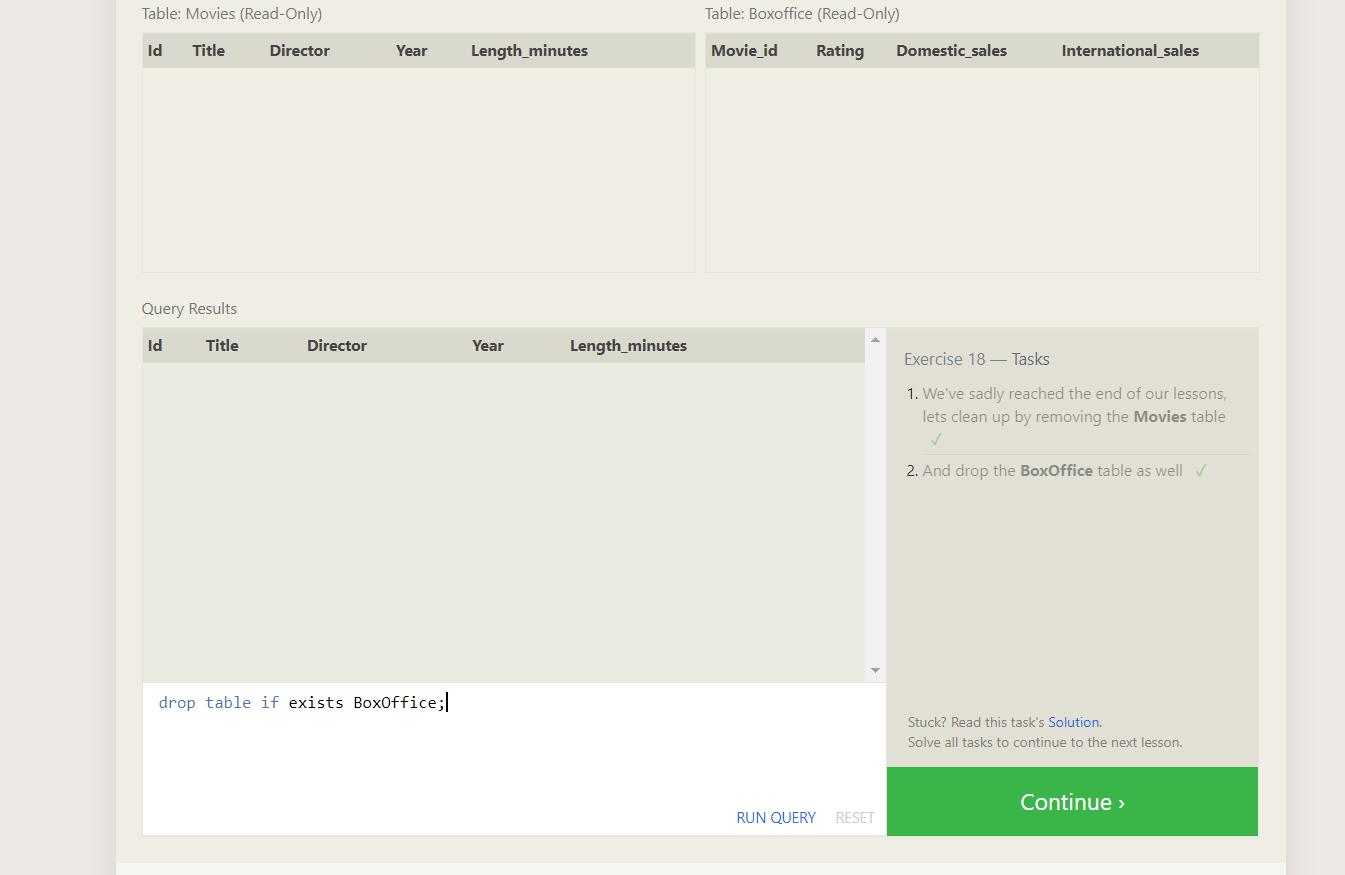 Table: Movies (Read-Only)
Id Title Director Year Length_minutes
Table: Boxoffice (Read-Only)
Movie_id Rating Domestic_sales International_sales
Query Results
Id Title Director Year Length_minutes
drop table if exists BoxOffice;
RUN QUERY RESET
Exercise 18 — Tasks
1. We've sadly reached the end of our lessons,
lets clean up by removing the Movies table
✓
2. And drop the BoxOffice table as well ✓
Stuck? Read this task's Solution.
Solve all tasks to continue to the next lesson.
Continue ›